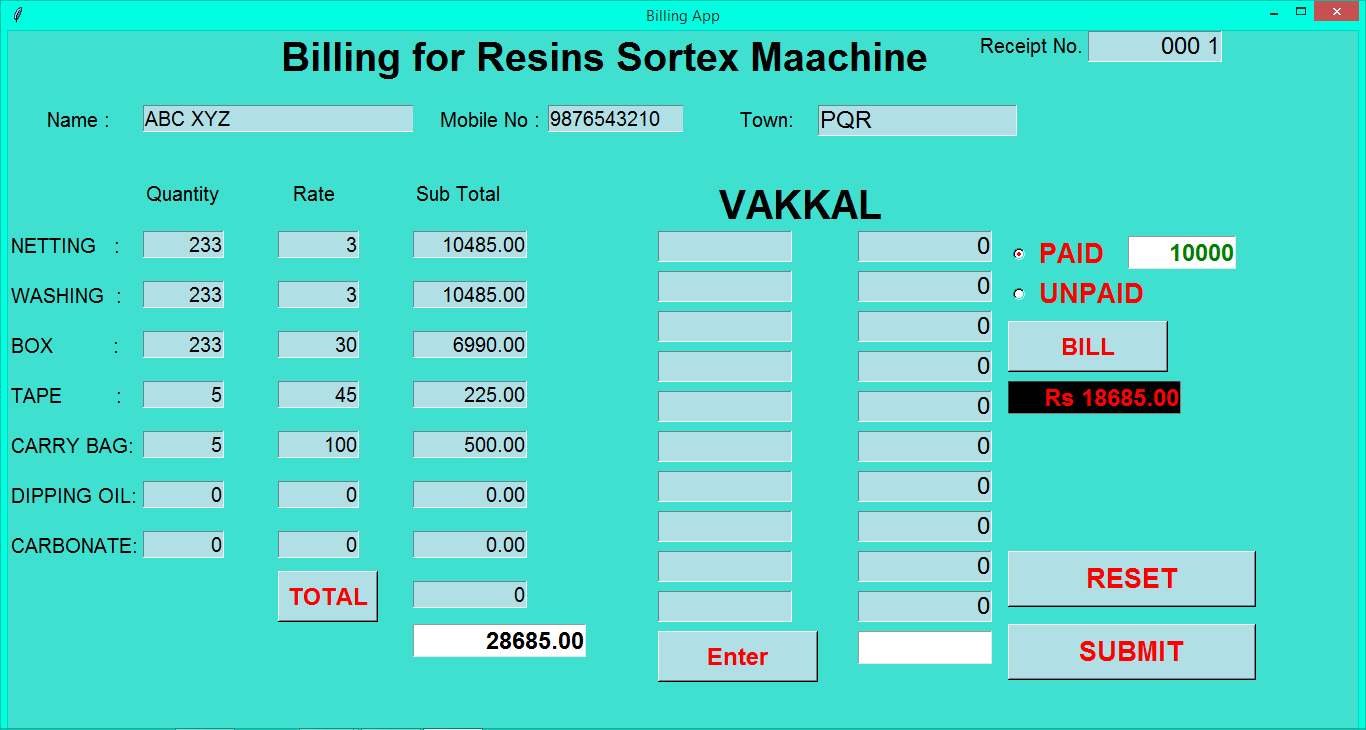 Billing App
Billing for Resins Sortex Maachine
Receipt No. 000 1
Name : ABC XYZ Mobile No : 9876543210 Town: PQR
Quantity Rate Sub Total
VAKKAL
NETTING : 233 3 10485.00 0
PAID 10000
WASHING : 233 3 10485.00 0
UNPAID
BOX : 233 30 6990.00 0
BILL
0
TAPE : 5 45 225.00 0
Rs 18685.00
CARRY BAG: 5 100 500.00 0
DIPPING OIL: 0 0 0.00 0
CARBONATE: 0 0 0.00 0
0
RESET
TOTAL 0 0
28685.00
Enter
SUBMIT